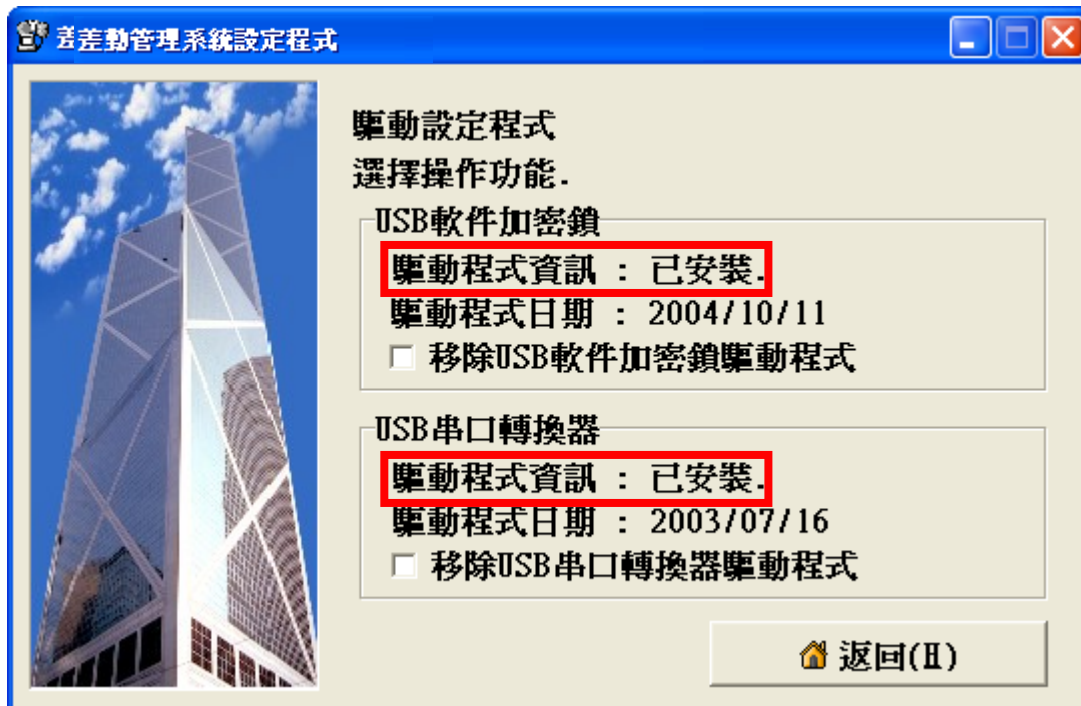 差差勤管理系統設定程式
驅動設定程式
選擇操作功能.
USB軟件加密鎖
驅動程式資訊 : 已安裝.
驅動程式日期 : 2004/10/11
移除USB軟件加密鎖驅動程式
USB串口轉換器
驅動程式資訊 : 已安裝.
驅動程式日期 : 2003/07/16
移除USB串口轉換器驅動程式
返回(H)